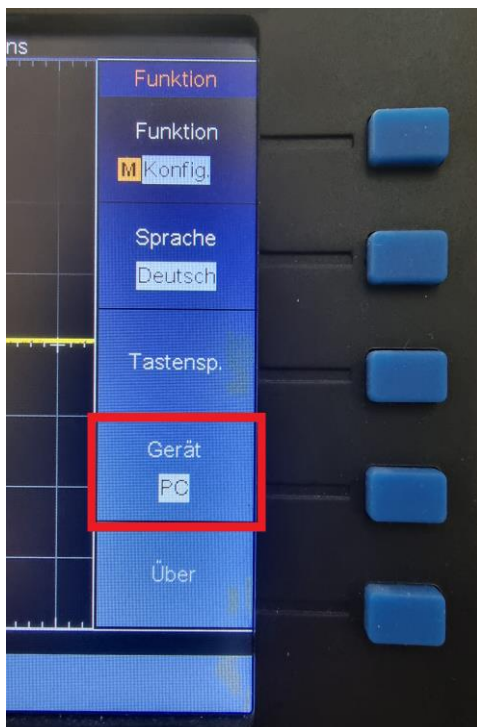 ns
Funktion
Funktion
M Konfig.
Sprache
Deutsch
Tastensp.
Gerät
PC
Über